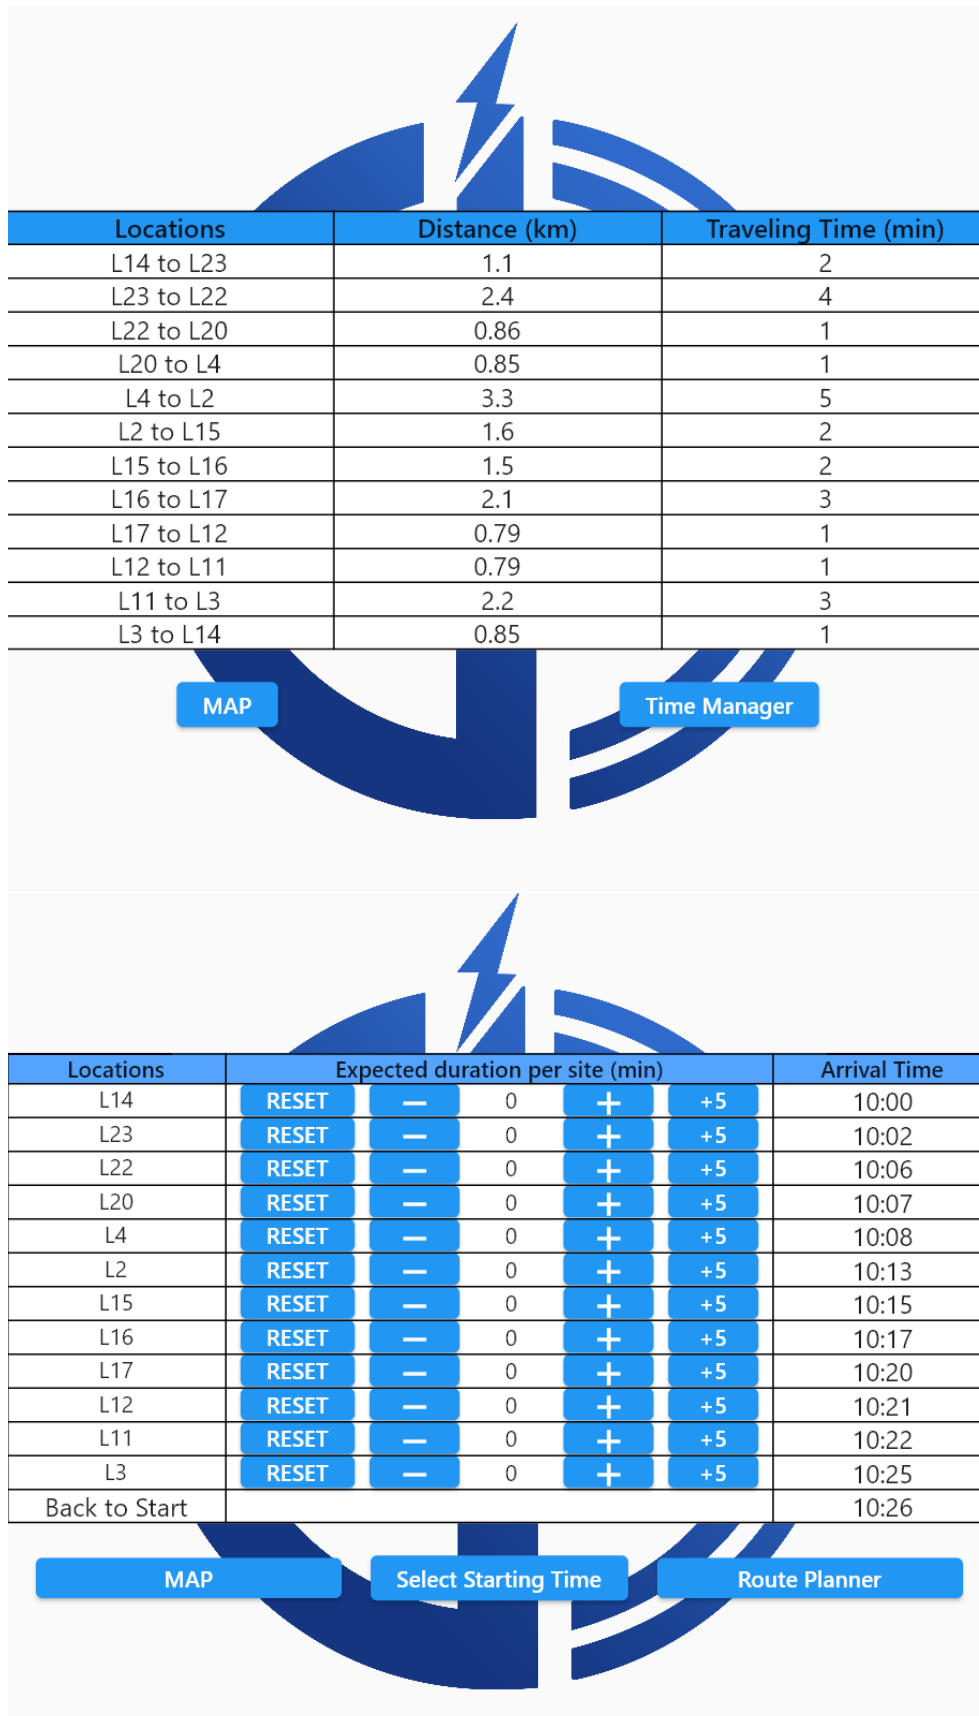 Locations Distance (km) Traveling Time (min)
L14 to L23 1.1 2
L23 to L22 2.4 4
L22 to L20 0.86 1
L20 to L4 0.85 1
L4 to L2 3.3 5
L2 to L15 1.6 2
L15 to L16 1.5 2
L16 to L17 2.1 3
L17 to L12 0.79 1
L12 to L11 0.79 1
L11 to L3 2.2 3
L3 to L14 0.85 1
MAP Time Manager
Locations Expected duration per site (min) Arrival Time
L14 RESET — 0 + +5 10:00
L23 RESET — 0 + +5 10:02
L22 RESET — 0 + +5 10:06
L20 RESET — 0 + +5 10:07
L4 RESET — 0 + +5 10:08
L2 RESET — 0 + +5 10:13
L15 RESET — 0 + +5 10:15
L16 RESET — 0 + +5 10:17
L17 RESET — 0 + +5 10:20
L12 RESET — 0 + +5 10:21
L11 RESET — 0 + +5 10:22
L3 RESET — 0 + +5 10:25
Back to Start 10:26
MAP Select Starting Time Route Planner